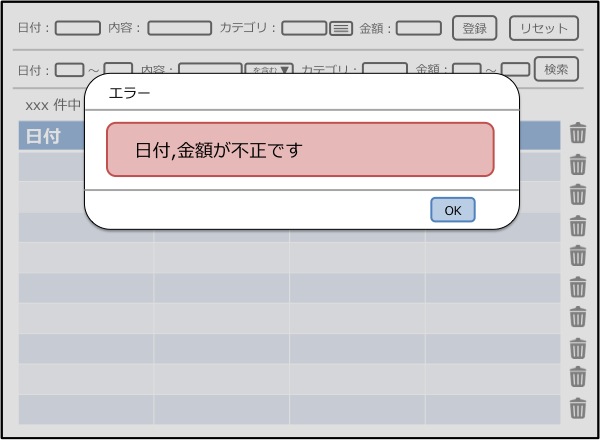 日付： 内容： カテゴリ： 金額： 登録 リセット
日付： ～ 内容： を含む▼ カテゴリ： 金額： ～ 検索
xxx 件中
エラー
日付
日付,金額が不正です
OK